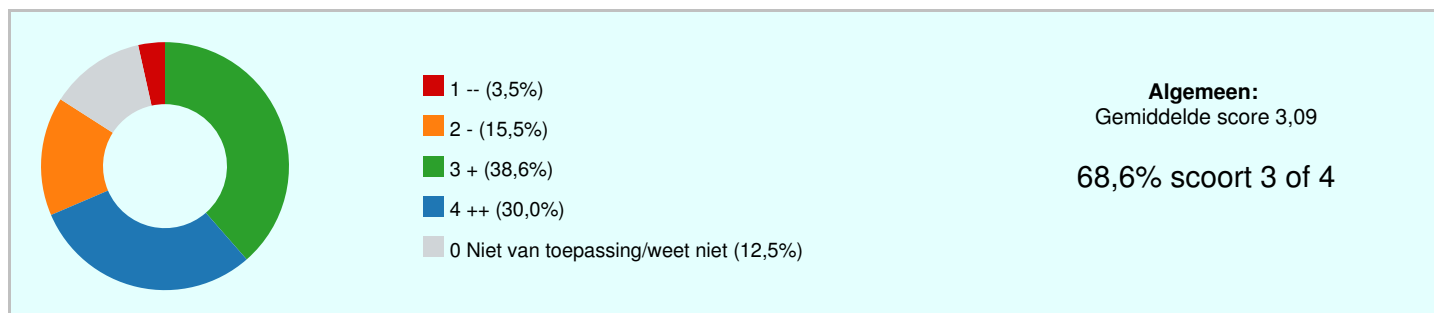 1 -- (3,5%)
2 - (15,5%)
3 + (38,6%)
4 ++ (30,0%)
0 Niet van toepassing/weet niet (12,5%)
Algemeen:
Gemiddelde score 3,09
68,6% scoort 3 of 4